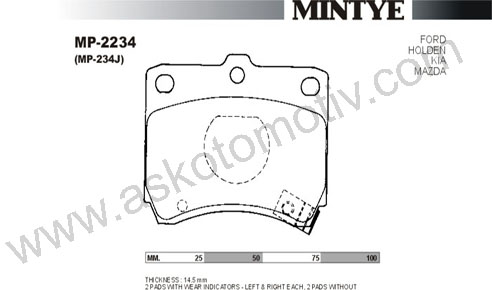 MINTYE
MP-2234
(MP-234J)
FORD
HOLDEN
KIA
MAZDA
www.askotomotiv.com
MM. 25 50 75 100
THICKNESS : 14.5 mm
2 PADS WITH WEAR INDICATORS - LEFT & RIGHT EACH, 2 PADS WITHOUT